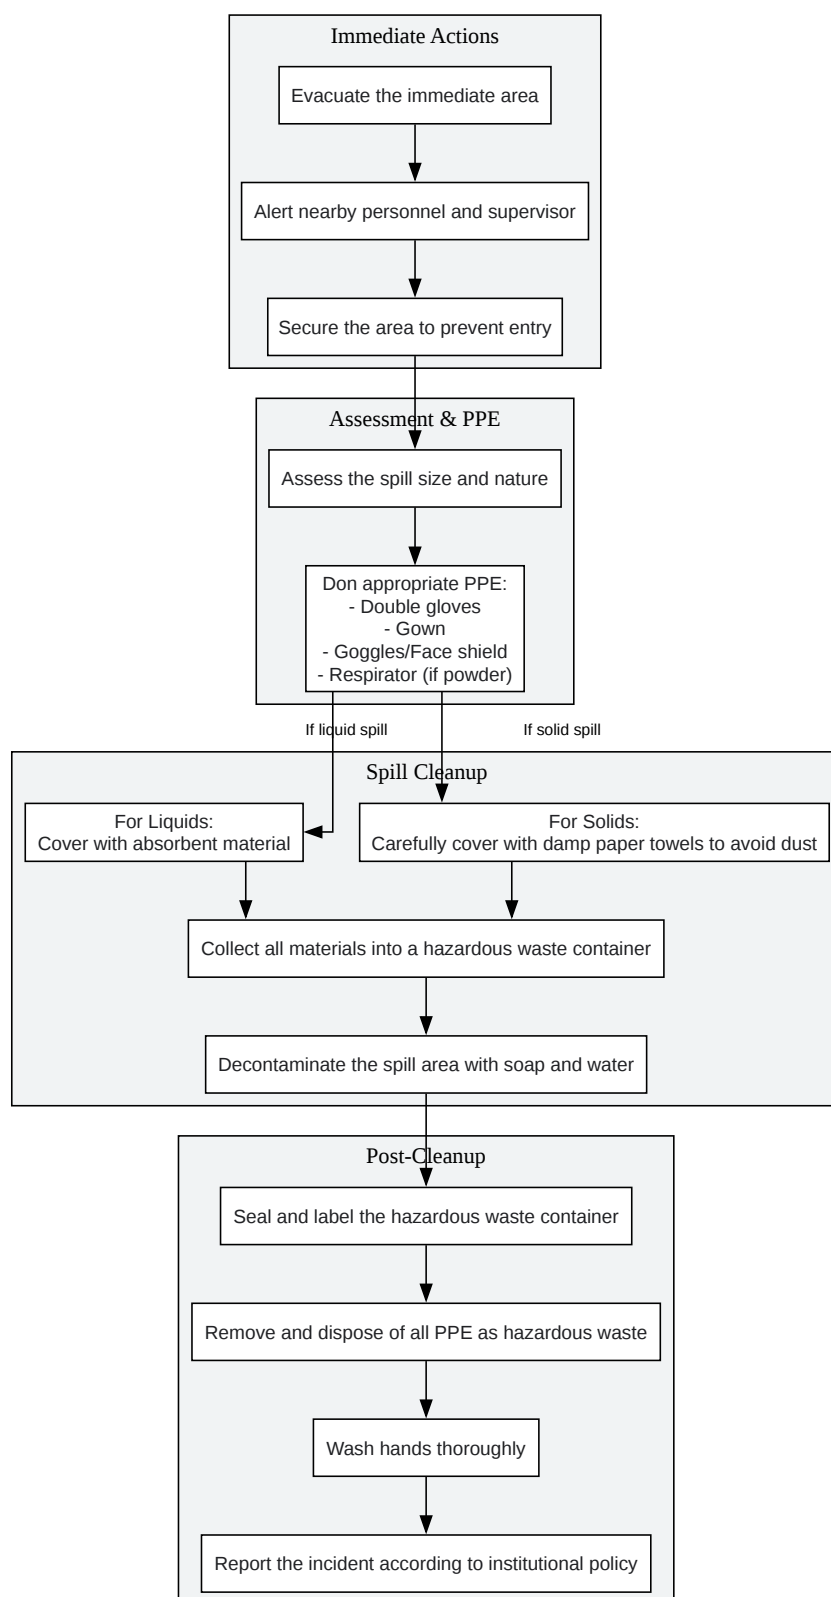 Immediate Actions
Evacuate the immediate area
Alert nearby personnel and supervisor
Secure the area to prevent entry
Assessment & PPE
Assess the spill size and nature
Don appropriate PPE:
- Double gloves
- Gown
- Goggles/Face shield
- Respirator (if powder)
If liquid spill
If solid spill
Spill Cleanup
For Liquids:
Cover with absorbent material
For Solids:
Carefully cover with damp paper towels to avoid dust
Collect all materials into a hazardous waste container
Decontaminate the spill area with soap and water
Post-Cleanup
Seal and label the hazardous waste container
Remove and dispose of all PPE as hazardous waste
Wash hands thoroughly
Report the incident according to institutional policy